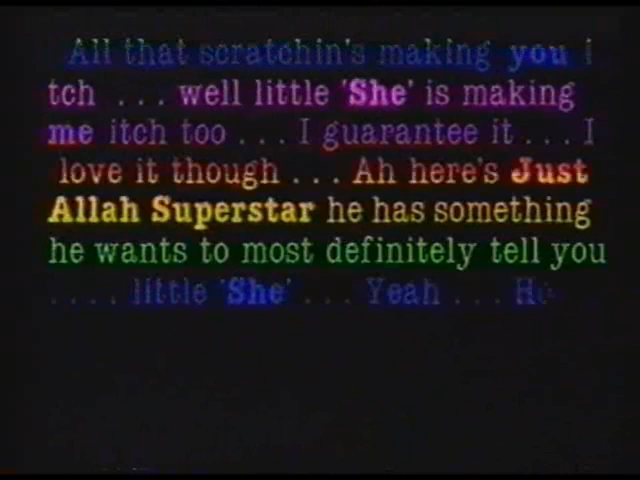 All that scratchin's making you i
tch ... well little 'She' is making
me itch too ... I guarantee it ... I
love it though ... Ah here's Just
Allah Superstar he has something
he wants to most definitely tell you
.... little 'She' ... Yeah ... Ho